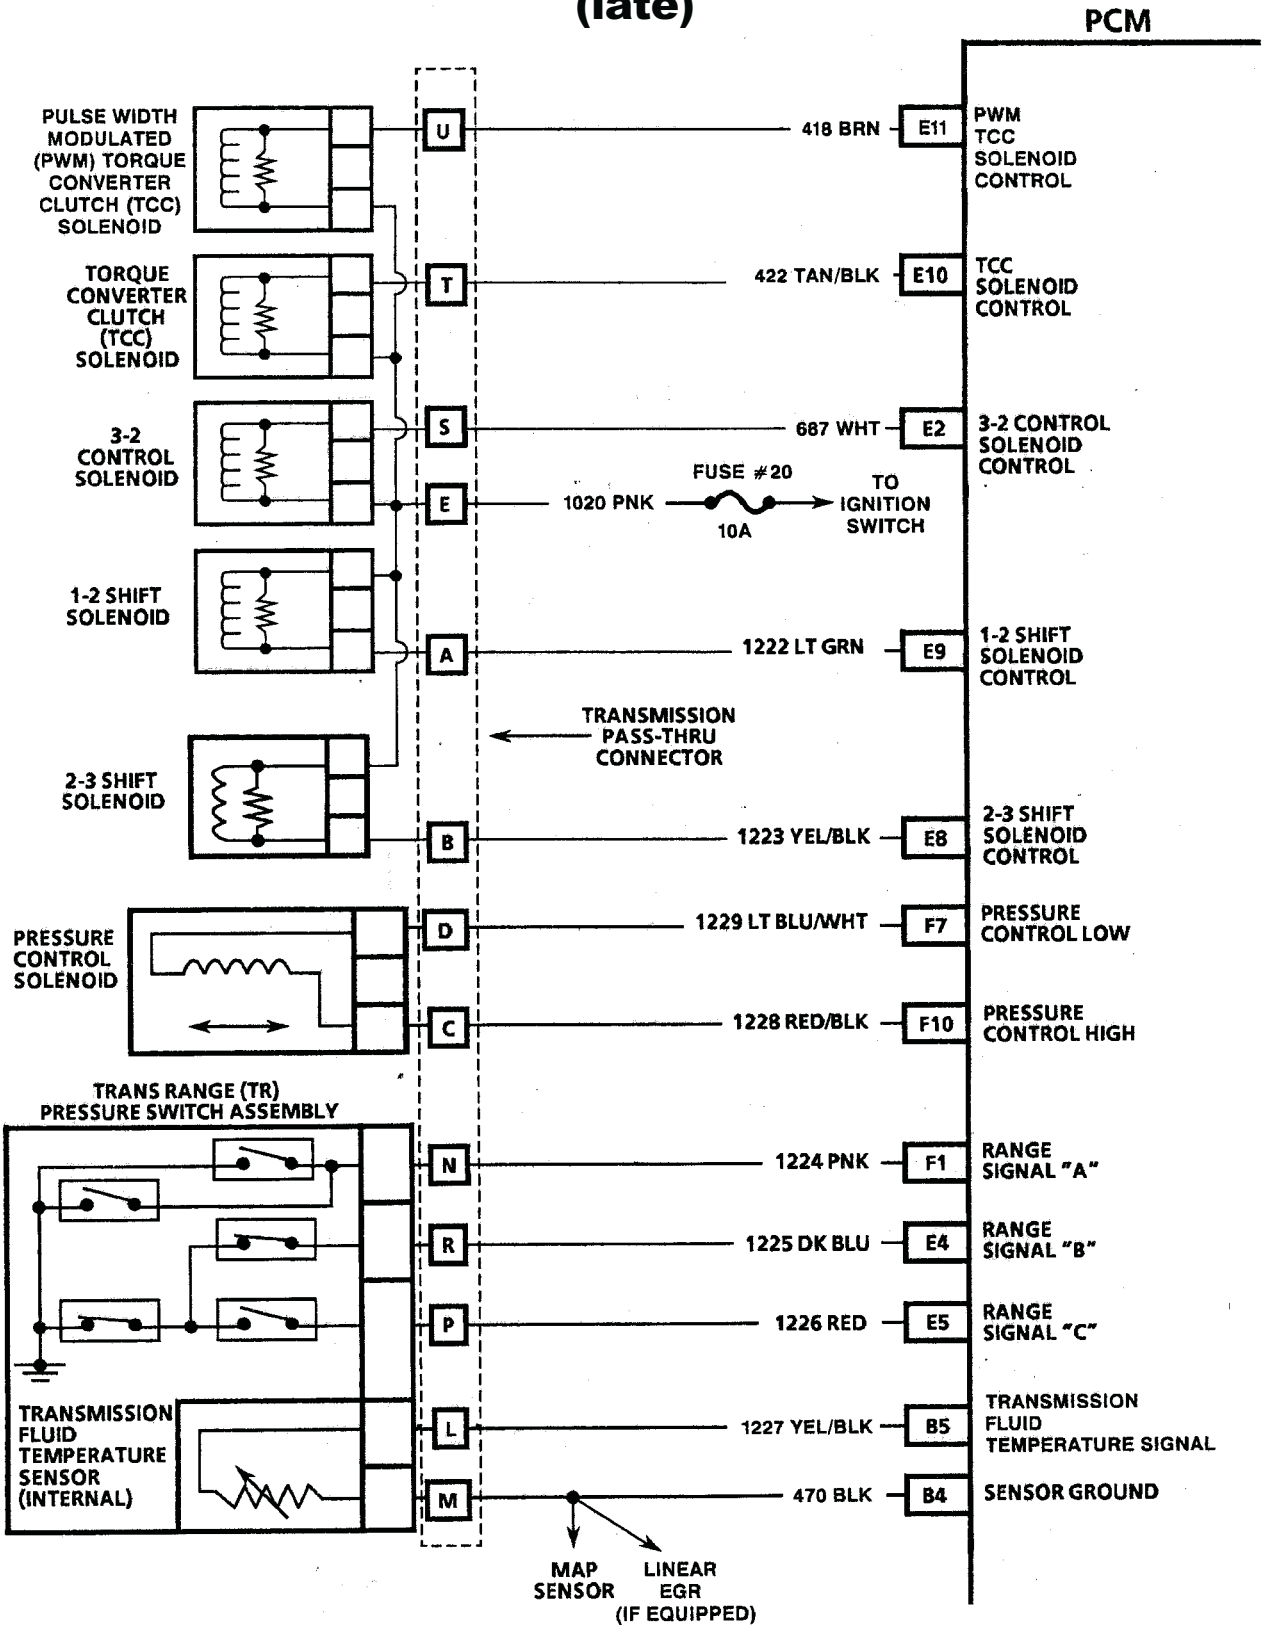 (late)
PCM
PULSE WIDTH
MODULATED
(PWM) TORQUE
CONVERTER
CLUTCH (TCC)
SOLENOID
U
418 BRN
E11
PWM
TCC
SOLENOID
CONTROL
TORQUE
CONVERTER
CLUTCH
(TCC)
SOLENOID
T
422 TAN/BLK
E10
TCC
SOLENOID
CONTROL
3-2
CONTROL
SOLENOID
S
687 WHT
E2
3-2 CONTROL
SOLENOID
CONTROL
E
1020 PNK
FUSE #20
10A
TO
IGNITION
SWITCH
1-2 SHIFT
SOLENOID
A
1222 LT GRN
E9
1-2 SHIFT
SOLENOID
CONTROL
TRANSMISSION
PASS-THRU
CONNECTOR
2-3 SHIFT
SOLENOID
B
1223 YEL/BLK
E8
2-3 SHIFT
SOLENOID
CONTROL
PRESSURE
CONTROL
SOLENOID
D
1229 LT BLU/WHT
F7
PRESSURE
CONTROL LOW
C
1228 RED/BLK
F10
PRESSURE
CONTROL HIGH
TRANS RANGE (TR)
PRESSURE SWITCH ASSEMBLY
N
1224 PNK
F1
RANGE
SIGNAL "A"
R
1225 DK BLU
E4
RANGE
SIGNAL "B"
P
1226 RED
E5
RANGE
SIGNAL "C"
TRANSMISSION
FLUID
TEMPERATURE
SENSOR
(INTERNAL)
L
1227 YEL/BLK
B5
TRANSMISSION
FLUID
TEMPERATURE SIGNAL
M
470 BLK
B4
SENSOR GROUND
MAP
SENSOR
LINEAR
EGR
(IF EQUIPPED)